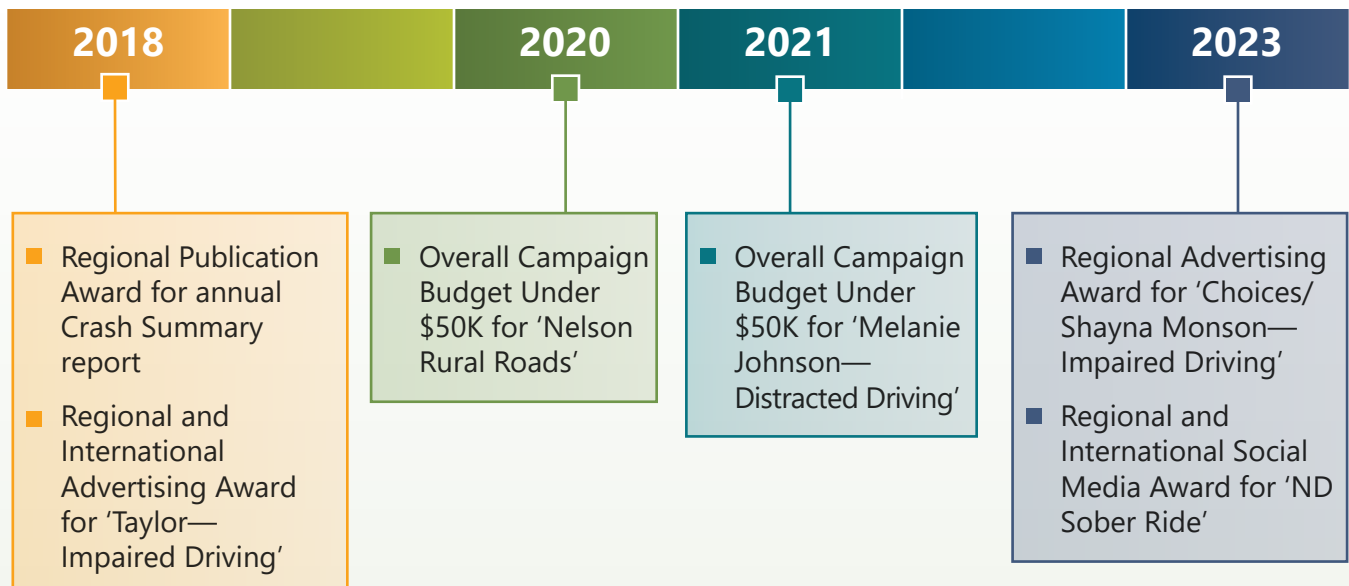 2018
2020
2021
2023
Regional Publication
Award for annual
Crash Summary
report
Regional and
International
Advertising Award
for ‘Taylor—
Impaired Driving’
Overall Campaign
Budget Under
$50K for ‘Nelson
Rural Roads’
Overall Campaign
Budget Under
$50K for ‘Melanie
Johnson—
Distracted Driving’
Regional Advertising
Award for ‘Choices/
Shayna Monson—
Impaired Driving’
Regional and
International Social
Media Award for ‘ND
Sober Ride’